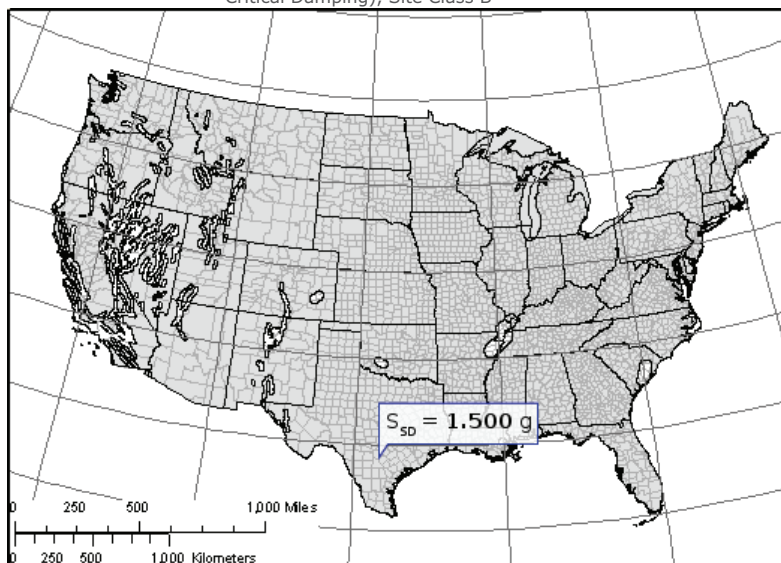 Critical Damping), Site Class B
S_SD = 1.500 g
0 250 500 1,000 Miles
0 250 500 1,000 Kilometers